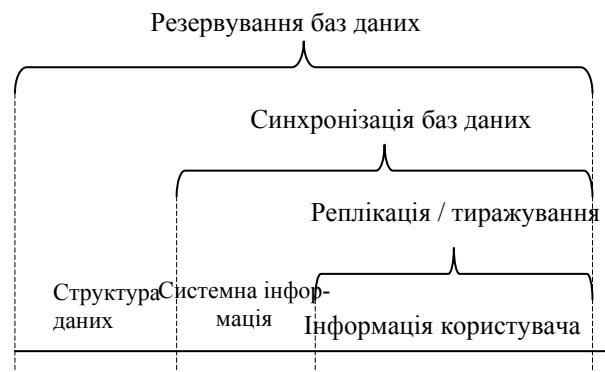 Резервування баз даних
Синхронізація баз даних
Реплікація / тиражування
Структура
даних
Системна інфор-
мація
Інформація користувача